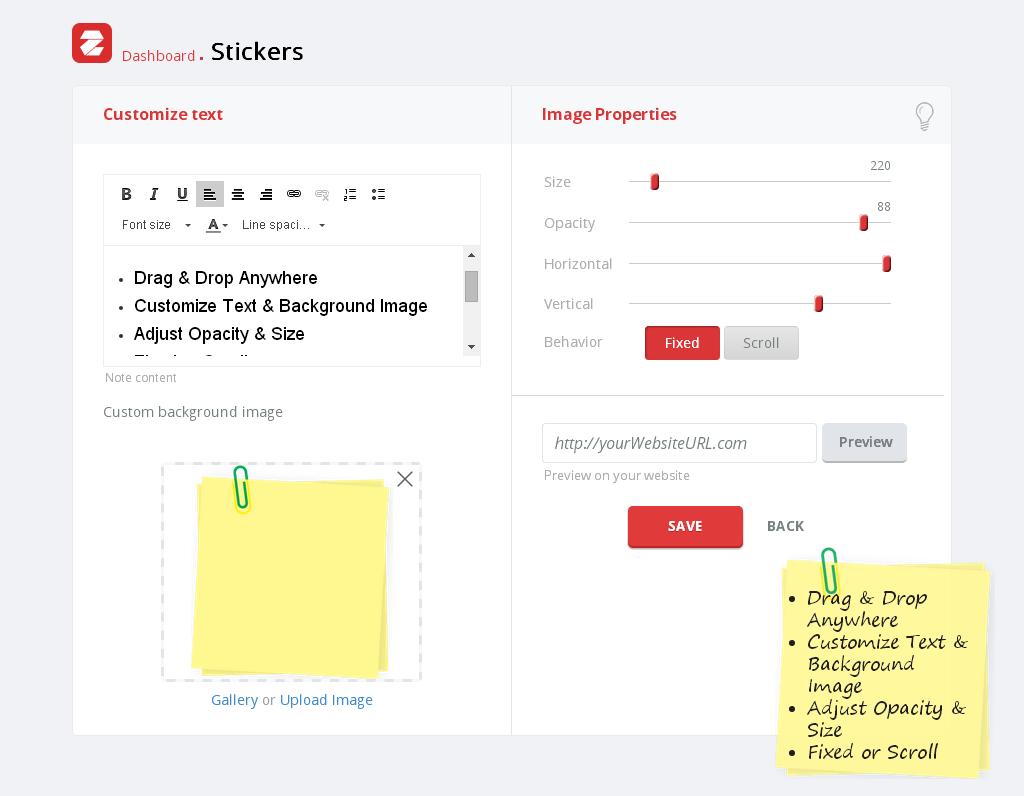 Dashboard . Stickers
Customize text
Image Properties
B I U
Font size A Line spaci...
Drag & Drop Anywhere
Customize Text & Background Image
Adjust Opacity & Size
Note content
Custom background image
Gallery or Upload Image
Size 220
Opacity 88
Horizontal
Vertical
Behavior Fixed Scroll
http://yourWebsiteURL.com Preview
Preview on your website
SAVE BACK
Drag & Drop
Anywhere
Customize Text &
Background
Image
Adjust Opacity &
Size
Fixed or Scroll